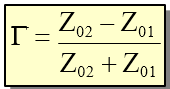 Γ = (Z₀₂ − Z₀₁) / (Z₀₂ + Z₀₁)